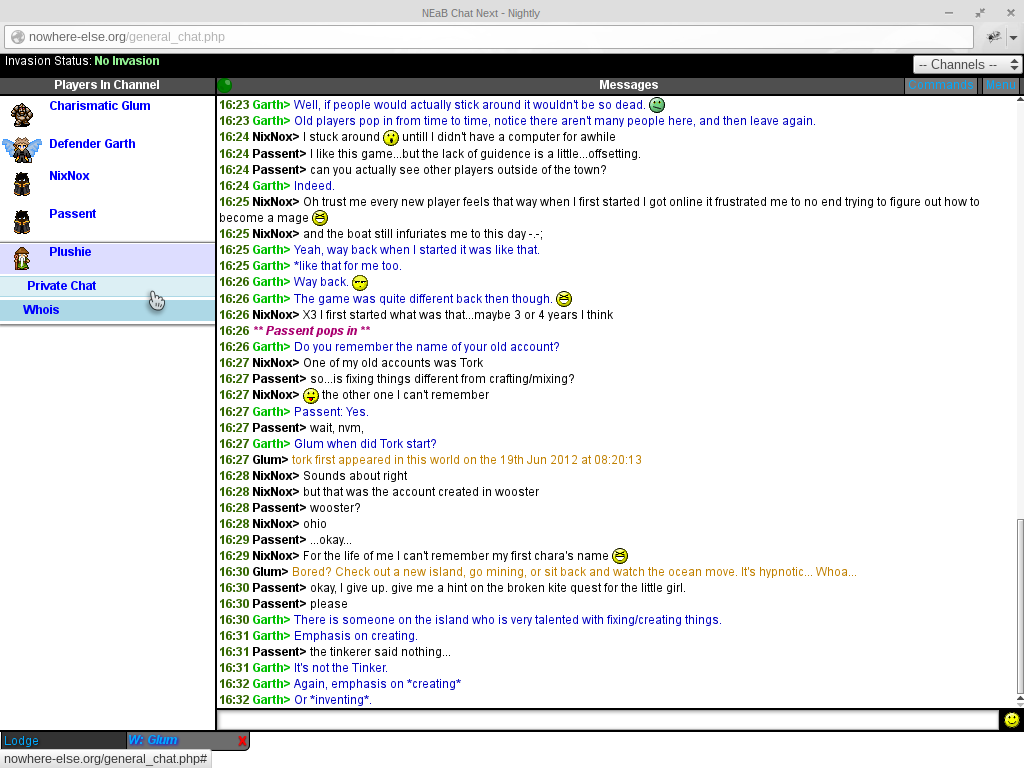 NEaB Chat Next - Nightly
nowhere-else.org/general_chat.php
Invasion Status: No Invasion
-- Channels --
Players In Channel
Messages
Commands
Menu
Charismatic Glum
Defender Garth
NixNox
Passent
Plushie
Private Chat
Whois
16:23 Garth> Well, if people would actually stick around it wouldn't be so dead.
16:23 Garth> Old players pop in from time to time, notice there aren't many people here, and then leave again.
16:24 NixNox> I stuck around untill I didn't have a computer for awhile
16:24 Passent> I like this game...but the lack of guidence is a little...offsetting.
16:24 Passent> can you actually see other players outside of the town?
16:24 Garth> Indeed.
16:25 NixNox> Oh trust me every new player feels that way when I first started I got online it frustrated me to no end trying to figure out how to
become a mage
16:25 NixNox> and the boat still infuriates me to this day -.-;
16:25 Garth> Yeah, way back when I started it was like that.
16:25 Garth> *like that for me too.
16:26 Garth> Way back.
16:26 Garth> The game was quite different back then though.
16:26 NixNox> X3 I first started what was that...maybe 3 or 4 years I think
16:26 ** Passent pops in **
16:26 Garth> Do you remember the name of your old account?
16:27 NixNox> One of my old accounts was Tork
16:27 Passent> so...is fixing things different from crafting/mixing?
16:27 NixNox> the other one I can't remember
16:27 Garth> Passent: Yes.
16:27 Passent> wait, nvm,
16:27 Garth> Glum when did Tork start?
16:27 Glum> tork first appeared in this world on the 19th Jun 2012 at 08:20:13
16:28 NixNox> Sounds about right
16:28 NixNox> but that was the account created in wooster
16:28 Passent> wooster?
16:28 NixNox> ohio
16:29 Passent> ...okay...
16:29 NixNox> For the life of me I can't remember my first chara's name
16:30 Glum> Bored? Check out a new island, go mining, or sit back and watch the ocean move. It's hypnotic... Whoa...
16:30 Passent> okay, I give up. give me a hint on the broken kite quest for the little girl.
16:30 Passent> please
16:30 Garth> There is someone on the island who is very talented with fixing/creating things.
16:31 Garth> Emphasis on creating.
16:31 Passent> the tinkerer said nothing...
16:31 Garth> It's not the Tinker.
16:32 Garth> Again, emphasis on *creating*
16:32 Garth> Or *inventing*.
Lodge
W: Glum
nowhere-else.org/general_chat.php#